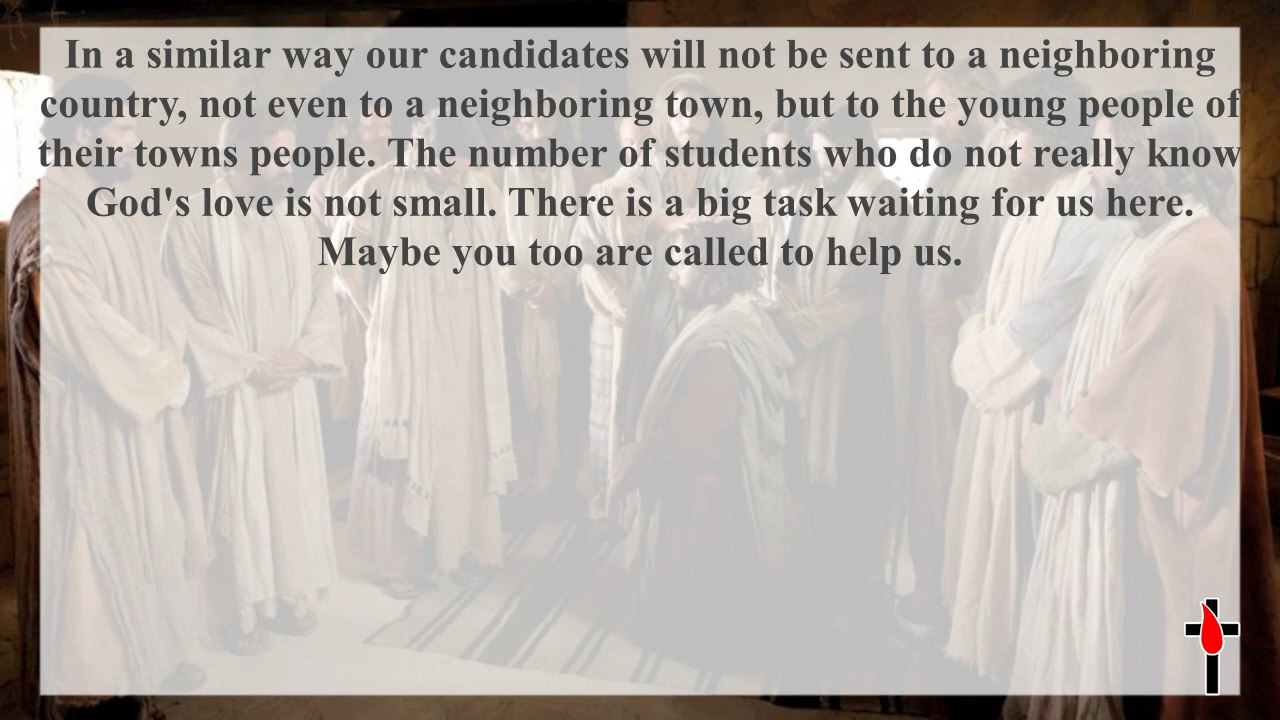 In a similar way our candidates will not be sent to a neighboring
country, not even to a neighboring town, but to the young people of
their towns people. The number of students who do not really know
God's love is not small. There is a big task waiting for us here.
Maybe you too are called to help us.